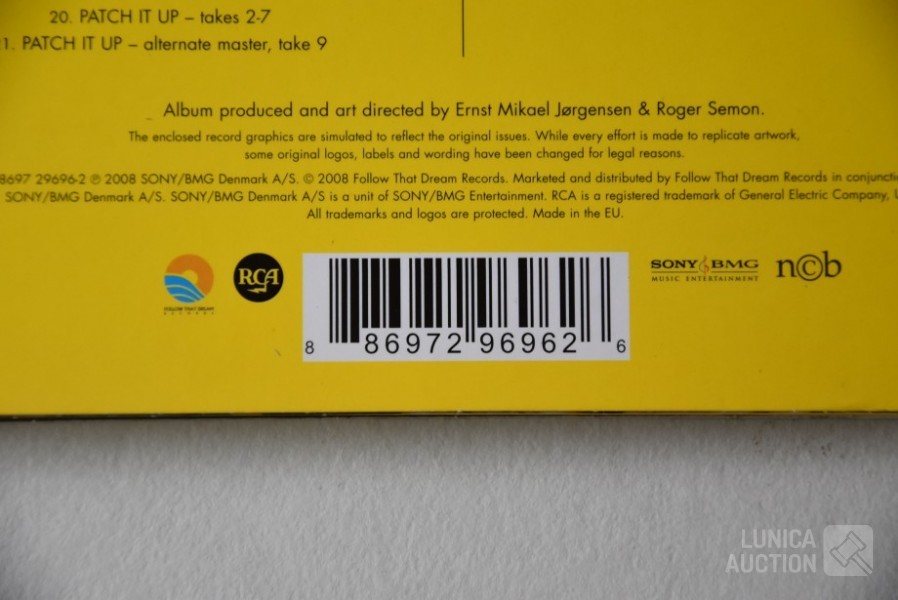 20. PATCH IT UP – takes 2-7
1. PATCH IT UP – alternate master, take 9
Album produced and art directed by Ernst Mikael Jørgensen & Roger Semon.
The enclosed record graphics are simulated to reflect the original issues. While every effort is made to replicate artwork,
some original logos, labels and wording have been changed for legal reasons.
8697 29696-2 ℗ 2008 SONY/BMG Denmark A/S. © 2008 Follow That Dream Records. Marketed and distributed by Follow That Dream Records in conjuncti
SONY/BMG Denmark A/S. SONY/BMG Denmark A/S is a unit of SONY/BMG Entertainment. RCA is a registered trademark of General Electric Company, U
All trademarks and logos are protected. Made in the EU.
FOLLOW THAT DREAM
RECORDS
RCA
8 86972 96962 6
SONY BMG
MUSIC ENTERTAINMENT
n©b
LUNICA
AUCTION